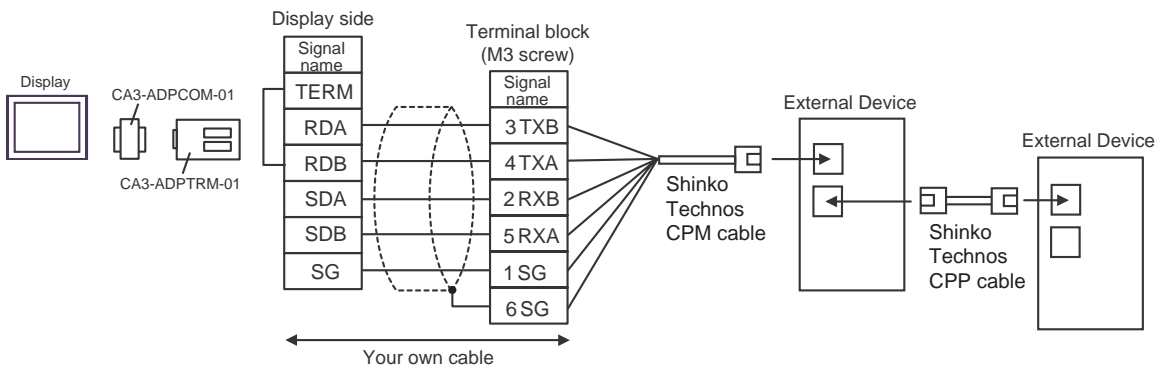 Display
CA3-ADPCOM-01
CA3-ADPTRM-01
Display side
Signal
name
TERM
RDA
RDB
SDA
SDB
SG
Terminal block
(M3 screw)
Signal
name
3 TXB
4 TXA
2 RXB
5 RXA
1 SG
6 SG
Your own cable
Shinko
Technos
CPM cable
External Device
Shinko
Technos
CPP cable
External Device